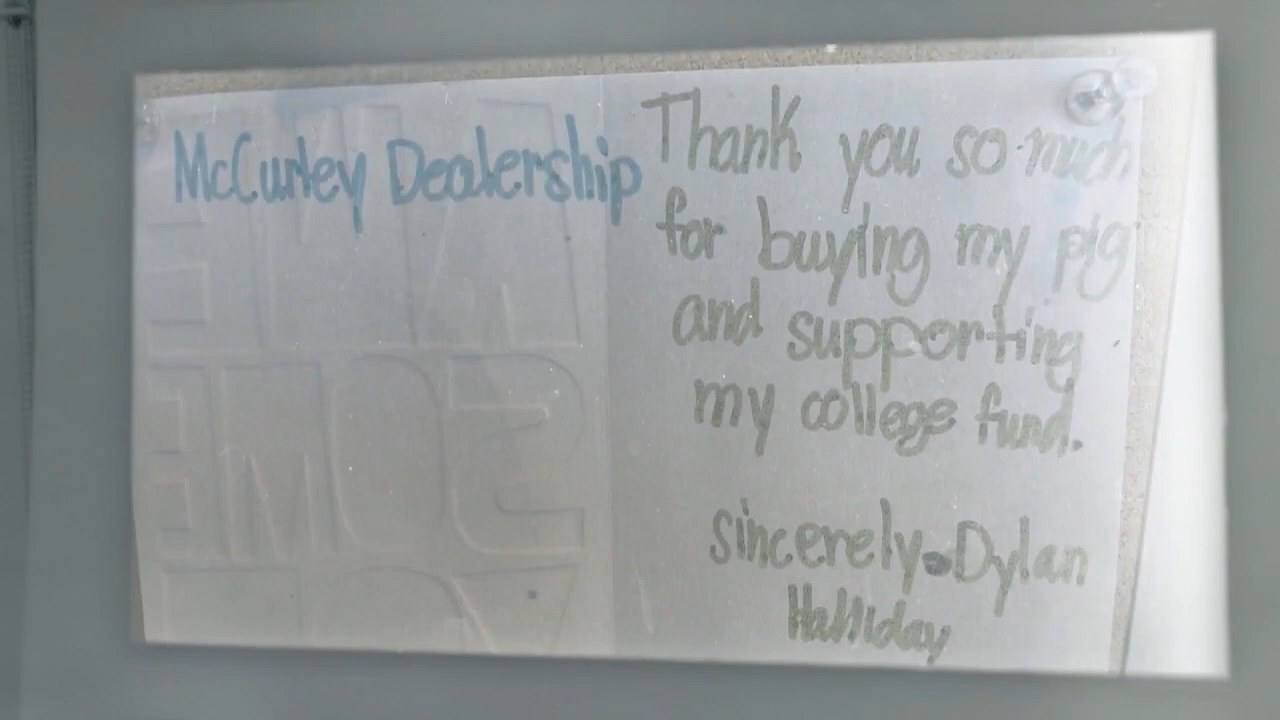 McCurley Dealership
Thank you so much
for buying my pig
and supporting
my college fund.
Sincerely, Dylan
Halliday